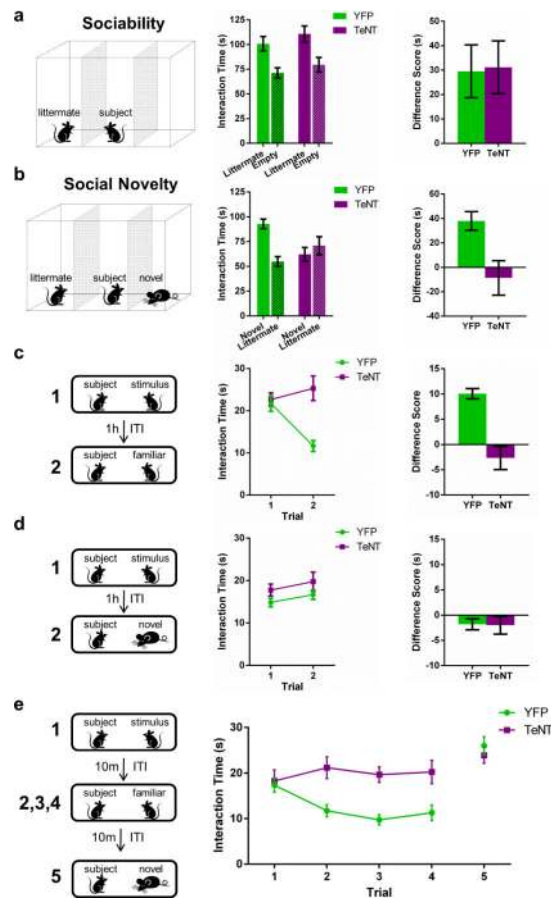 a
Sociability
littermate subject
Interaction Time (s)
125
100
75
50
25
0
Littermate
Empty
Littermate
Empty
YFP
TeNT
Difference Score (s)
50
40
30
20
10
0
YFP TeNT
b
Social Novelty
littermate subject novel
Interaction Time (s)
125
100
75
50
25
0
Novel
Littermate
Novel
Littermate
YFP
TeNT
Difference Score (s)
60
40
20
0
-20
-40
YFP TeNT
c
1
subject stimulus
1h ITI
2
subject familiar
Interaction Time (s)
30
20
10
0
1 2
Trial
YFP
TeNT
Difference Score
15
10
5
0
-5
-10
YFP TeNT
d
1
subject stimulus
1h ITI
2
subject novel
Interaction Time (s)
30
20
10
0
1 2
Trial
YFP
TeNT
Difference Score (s)
15
10
5
0
-5
-10
YFP TeNT
e
1
subject stimulus
10m ITI
2,3,4
subject familiar
10m ITI
5
subject novel
Interaction Time (s)
30
20
10
0
1 2 3 4 5
Trial
YFP
TeNT